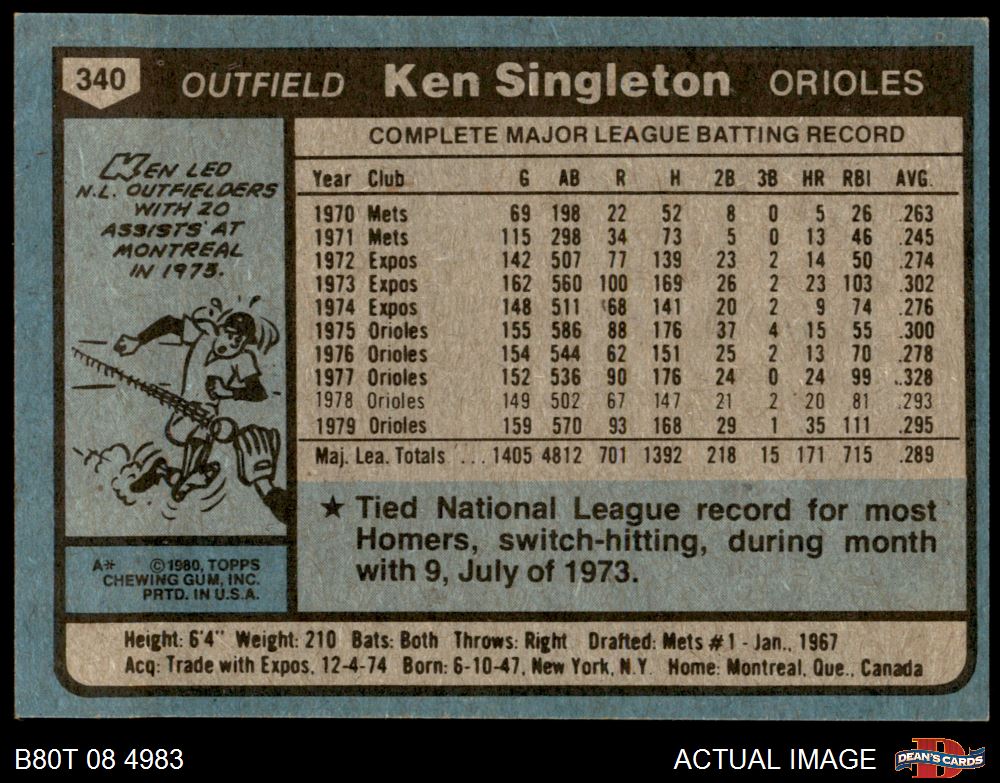 340 OUTFIELD Ken Singleton ORIOLES
KEN LED
N.L. OUTFIELDERS
WITH 20
ASSISTS AT
MONTREAL
IN 1973.
A* ©1980, TOPPS
CHEWING GUM, INC.
PRTD. IN U.S.A.
COMPLETE MAJOR LEAGUE BATTING RECORD
Year Club G AB R H 2B 3B HR RBI AVG.
1970 Mets 69 198 22 52 8 0 5 26 .263
1971 Mets 115 298 34 73 5 0 13 46 .245
1972 Expos 142 507 77 139 23 2 14 50 .274
1973 Expos 162 560 100 169 26 2 23 103 .302
1974 Expos 148 511 68 141 20 2 9 74 .276
1975 Orioles 155 586 88 176 37 4 15 55 .300
1976 Orioles 154 544 62 151 25 2 13 70 .278
1977 Orioles 152 536 90 176 24 0 24 99 .328
1978 Orioles 149 502 67 147 21 2 20 81 .293
1979 Orioles 159 570 93 168 29 1 35 111 .295
Maj. Lea. Totals ... 1405 4812 701 1392 218 15 171 715 .289
★ Tied National League record for most
Homers, switch-hitting, during month
with 9, July of 1973.
Height: 6'4" Weight: 210 Bats: Both Throws: Right Drafted: Mets #1 - Jan., 1967
Acq: Trade with Expos, 12-4-74 Born: 6-10-47, New York, N.Y. Home: Montreal, Que., Canada
B80T 08 4983 ACTUAL IMAGE D DEAN'S CARDS